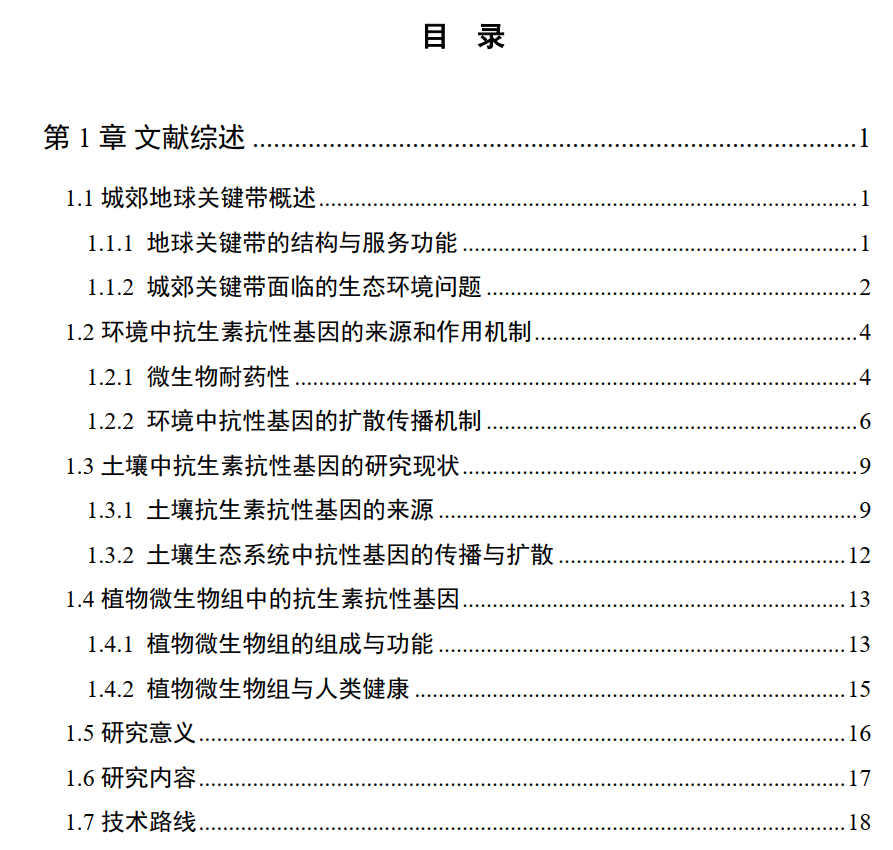 目 录
第 1 章 文献综述 ........................................ 1
1.1 城郊地球关键带概述 ........................................ 1
1.1.1 地球关键带的结构与服务功能 ........................................ 1
1.1.2 城郊关键带面临的生态环境问题 ........................................ 2
1.2 环境中抗生素抗性基因的来源和作用机制 ........................................ 4
1.2.1 微生物耐药性 ........................................ 4
1.2.2 环境中抗性基因的扩散传播机制 ........................................ 6
1.3 土壤中抗生素抗性基因的研究现状 ........................................ 9
1.3.1 土壤抗生素抗性基因的来源 ........................................ 9
1.3.2 土壤生态系统中抗性基因的传播与扩散 ........................................ 12
1.4 植物微生物组中的抗生素抗性基因 ........................................ 13
1.4.1 植物微生物组的组成与功能 ........................................ 13
1.4.2 植物微生物组与人类健康 ........................................ 15
1.5 研究意义 ........................................ 16
1.6 研究内容 ........................................ 17
1.7 技术路线 ........................................ 18